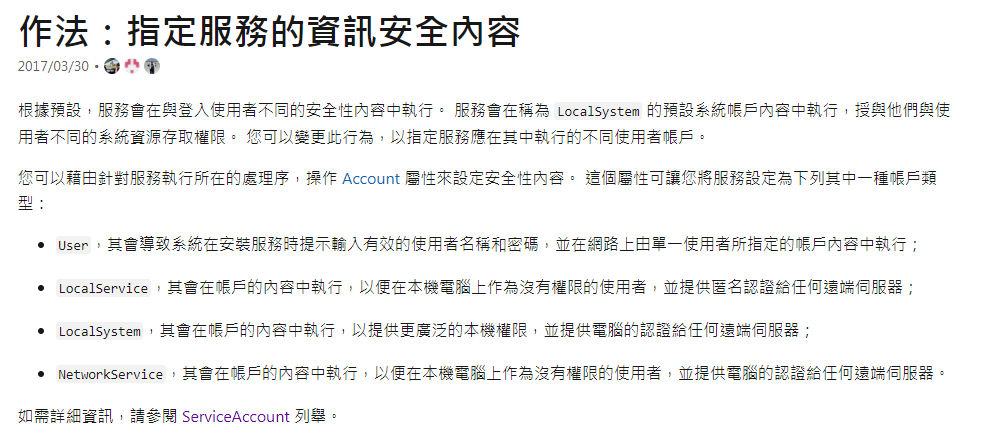 作法：指定服務的資訊安全內容
2017/03/30 •
根據預設，服務會在與登入使用者不同的安全性內容中執行。 服務會在稱為 LocalSystem 的預設系統帳戶內容中執行，授與他們與使
用者不同的系統資源存取權限。 您可以變更此行為，以指定服務應在其中執行的不同使用者帳戶。
您可以藉由針對服務執行所在的處理序，操作 Account 屬性來設定安全性內容。 這個屬性可讓您將服務設定為下列其中一種帳戶類
型：
• User，其會導致系統在安裝服務時提示輸入有效的使用者名稱和密碼，並在網路上由單一使用者所指定的帳戶內容中執行；
• LocalService，其會在帳戶的內容中執行，以便在本機電腦上作為沒有權限的使用者，並提供匿名認證給任何遠端伺服器；
• LocalSystem，其會在帳戶的內容中執行，以提供更廣泛的本機權限，並提供電腦的認證給任何遠端伺服器；
• NetworkService，其會在帳戶的內容中執行，以便在本機電腦上作為沒有權限的使用者，並提供電腦的認證給任何遠端伺服器。
如需詳細資訊，請參閱 ServiceAccount 列舉。